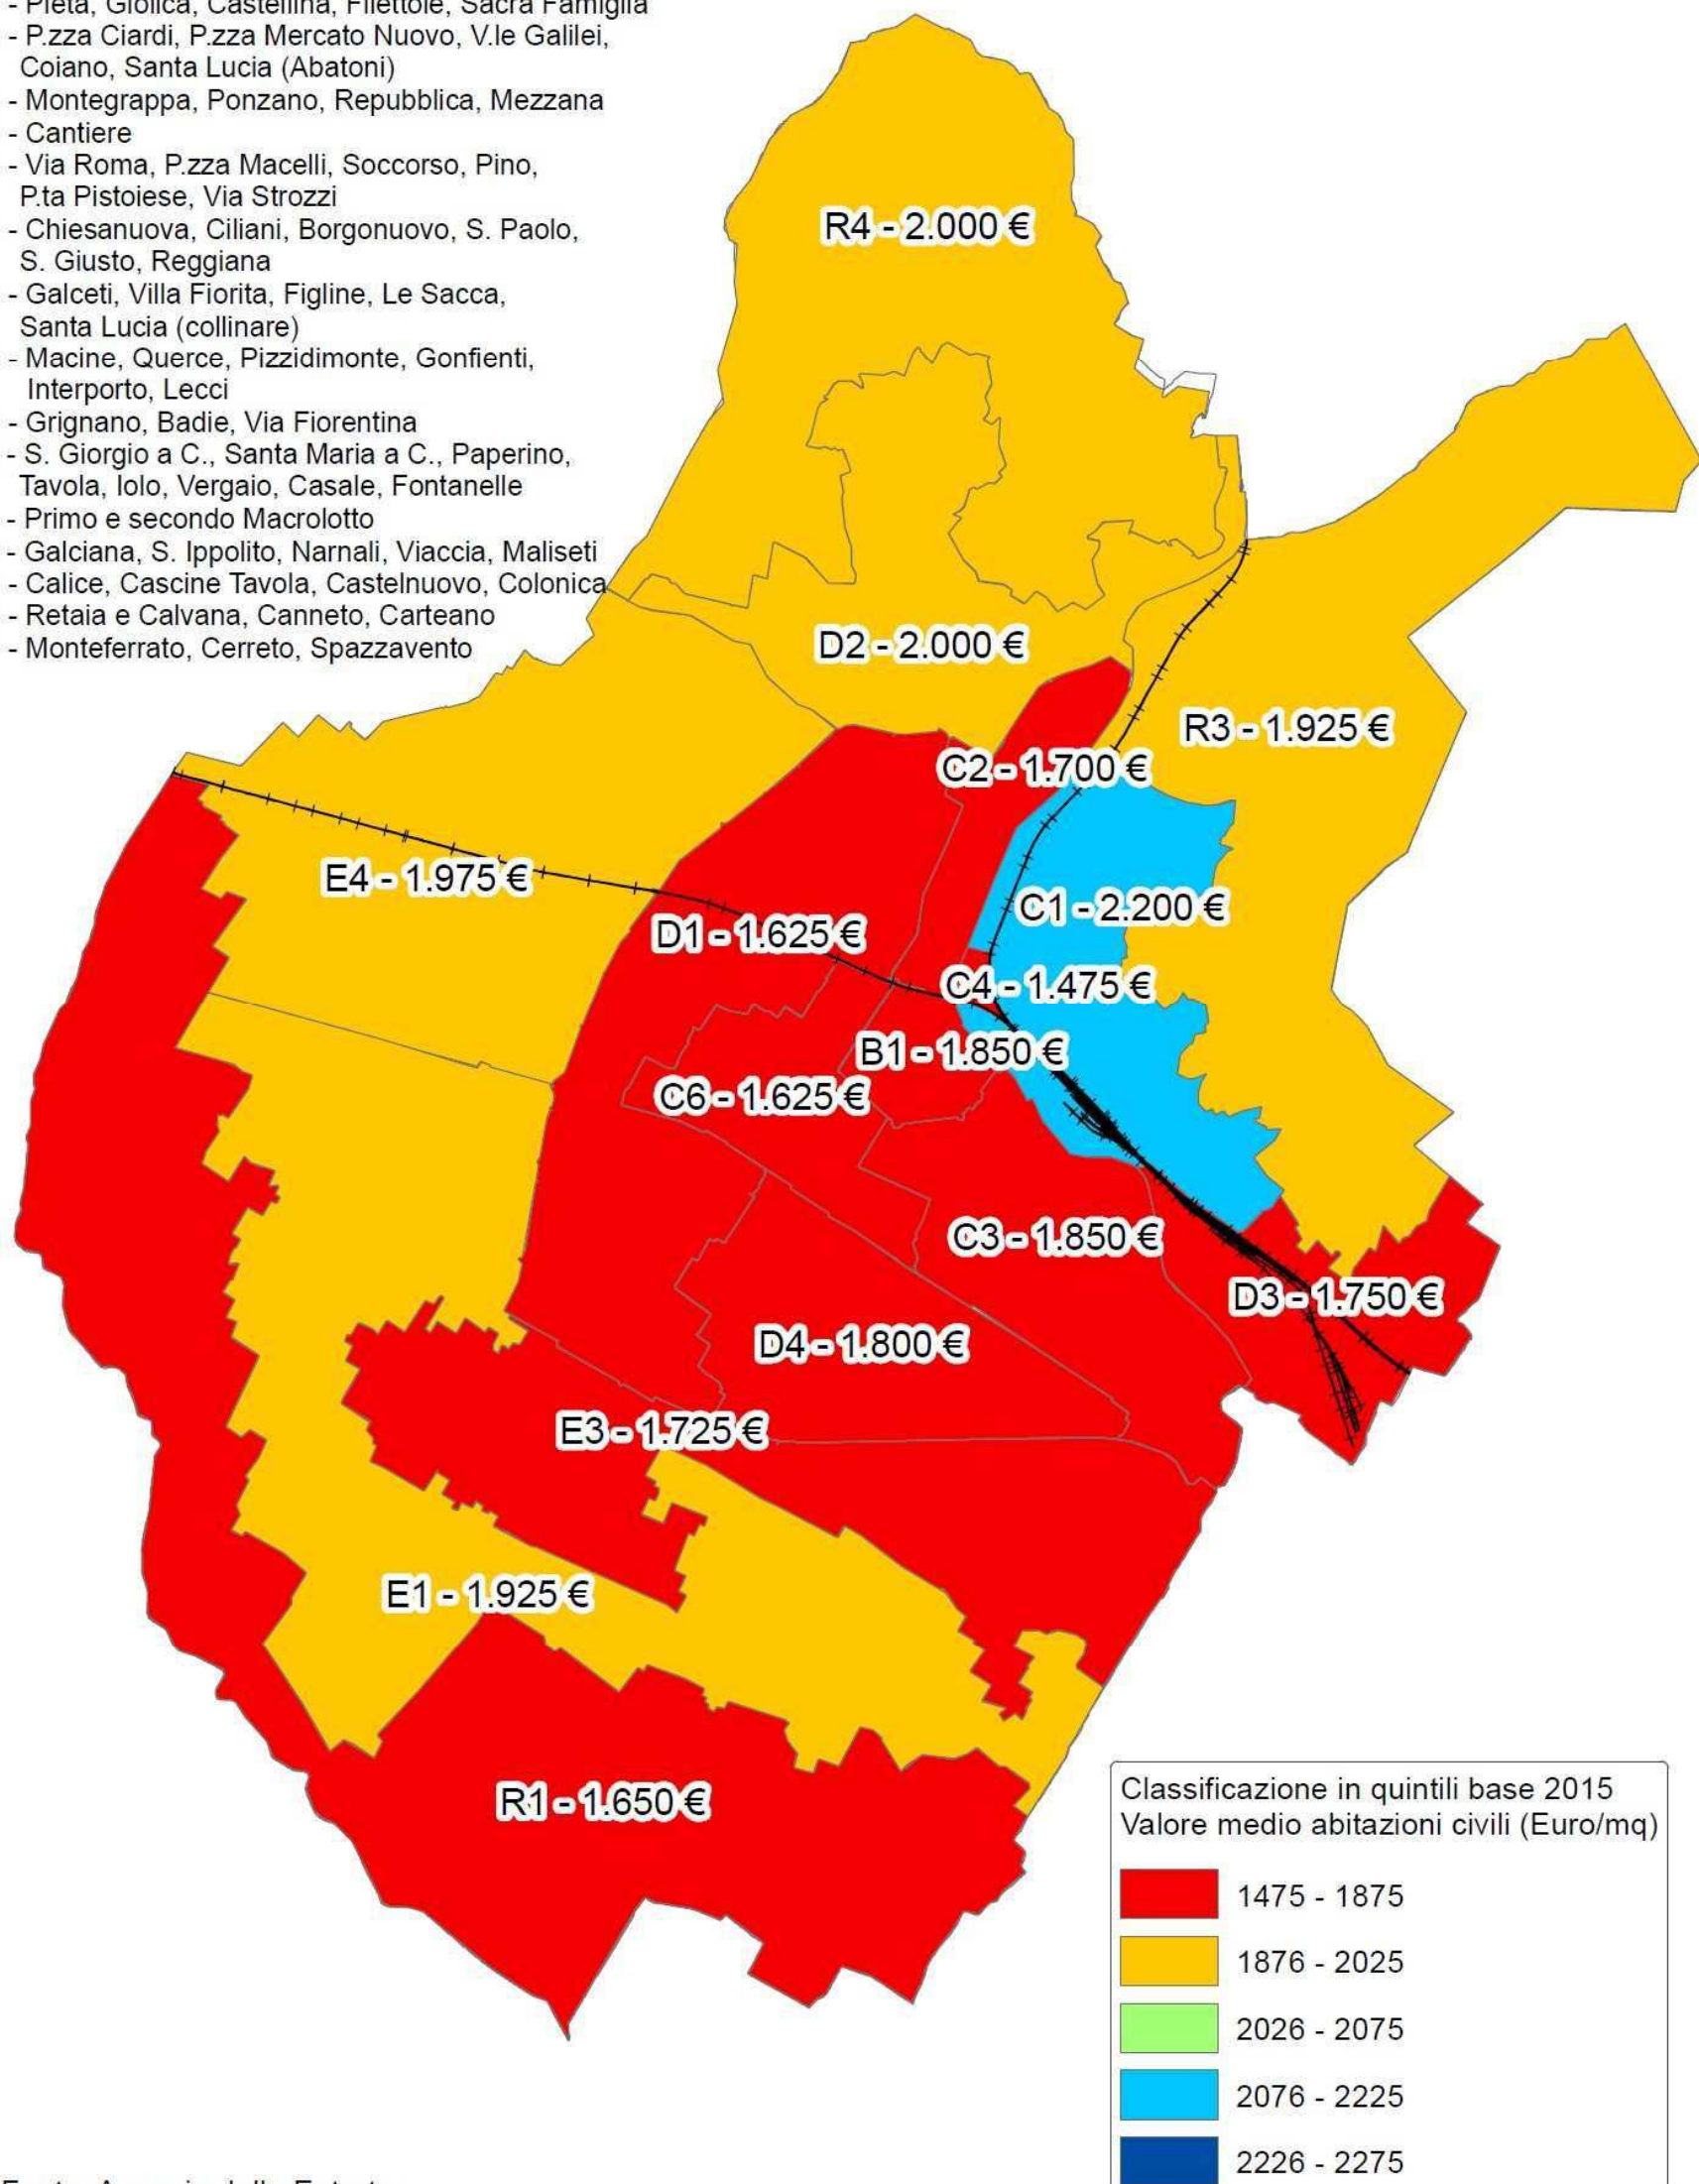 - Pietà, Giolica, Castellina, Filettole, Sacra Famiglia
- P.zza Ciardi, P.zza Mercato Nuovo, V.le Galilei,
Coiano, Santa Lucia (Abatoni)
- Montegrappa, Ponzano, Repubblica, Mezzana
- Cantiere
- Via Roma, P.zza Macelli, Soccorso, Pino,
P.ta Pistoiese, Via Strozzi
- Chiesanuova, Ciliani, Borgonuovo, S. Paolo,
S. Giusto, Reggiana
- Galceti, Villa Fiorita, Figline, Le Sacca,
Santa Lucia (collinare)
- Macine, Querce, Pizzidimonte, Gonfienti,
Interporto, Lecci
- Grignano, Badie, Via Fiorentina
- S. Giorgio a C., Santa Maria a C., Paperino,
Tavola, Iolo, Vergaio, Casale, Fontanelle
- Primo e secondo Macrolotto
- Galciana, S. Ippolito, Narnali, Viaccia, Maliseti
- Calice, Cascine Tavola, Castelnuovo, Colonica
- Retaia e Calvana, Canneto, Carteano
- Monteferrato, Cerreto, Spazzavento
R4 - 2.000 €
D2 - 2.000 €
R3 - 1.925 €
C2 - 1.700 €
E4 - 1.975 €
C1 - 2.200 €
D1 - 1.625 €
C4 - 1.475 €
B1 - 1.850 €
C6 - 1.625 €
C3 - 1.850 €
D3 - 1.750 €
D4 - 1.800 €
E3 - 1.725 €
E1 - 1.925 €
R1 - 1.650 €
Classificazione in quintili base 2015
Valore medio abitazioni civili (Euro/mq)
1475 - 1875
1876 - 2025
2026 - 2075
2076 - 2225
2226 - 2275